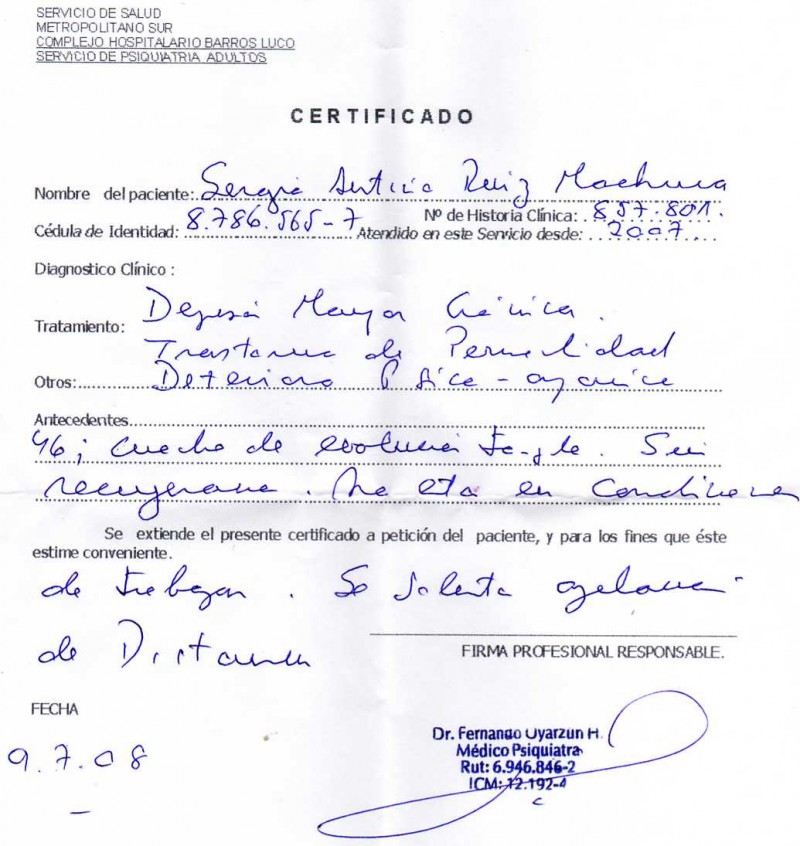 SERVICIO DE SALUD
METROPOLITANO SUR
COMPLEJO HOSPITALARIO BARROS LUCO
SERVICIO DE PSIQUIATRIA ADULTOS
CERTIFICADO
Nombre del paciente: Sergio Antonio Ruiz Machuca
Nº de Historia Clínica: 857.801.
Cédula de Identidad: 8.786.565-7 Atendido en este Servicio desde: 2007
Diagnostico Clínico :
Depresión Mayor Crónica.
Tratamiento: Trastorno de Personalidad
Otros: Deterioro Psico-orgánico
Antecedentes
46; cuadro de evolución. Sin
recuperarse. No está en condiciones
Se extiende el presente certificado a petición del paciente, y para los fines que éste
estime conveniente.
de trabajar. Se solicita apelación
de Dictamen
FIRMA PROFESIONAL RESPONSABLE.
FECHA
9.7.08
Dr. Fernando Oyarzun H.
Médico Psiquiatra
Rut: 6.946.846-2
ICM: 12.192-4